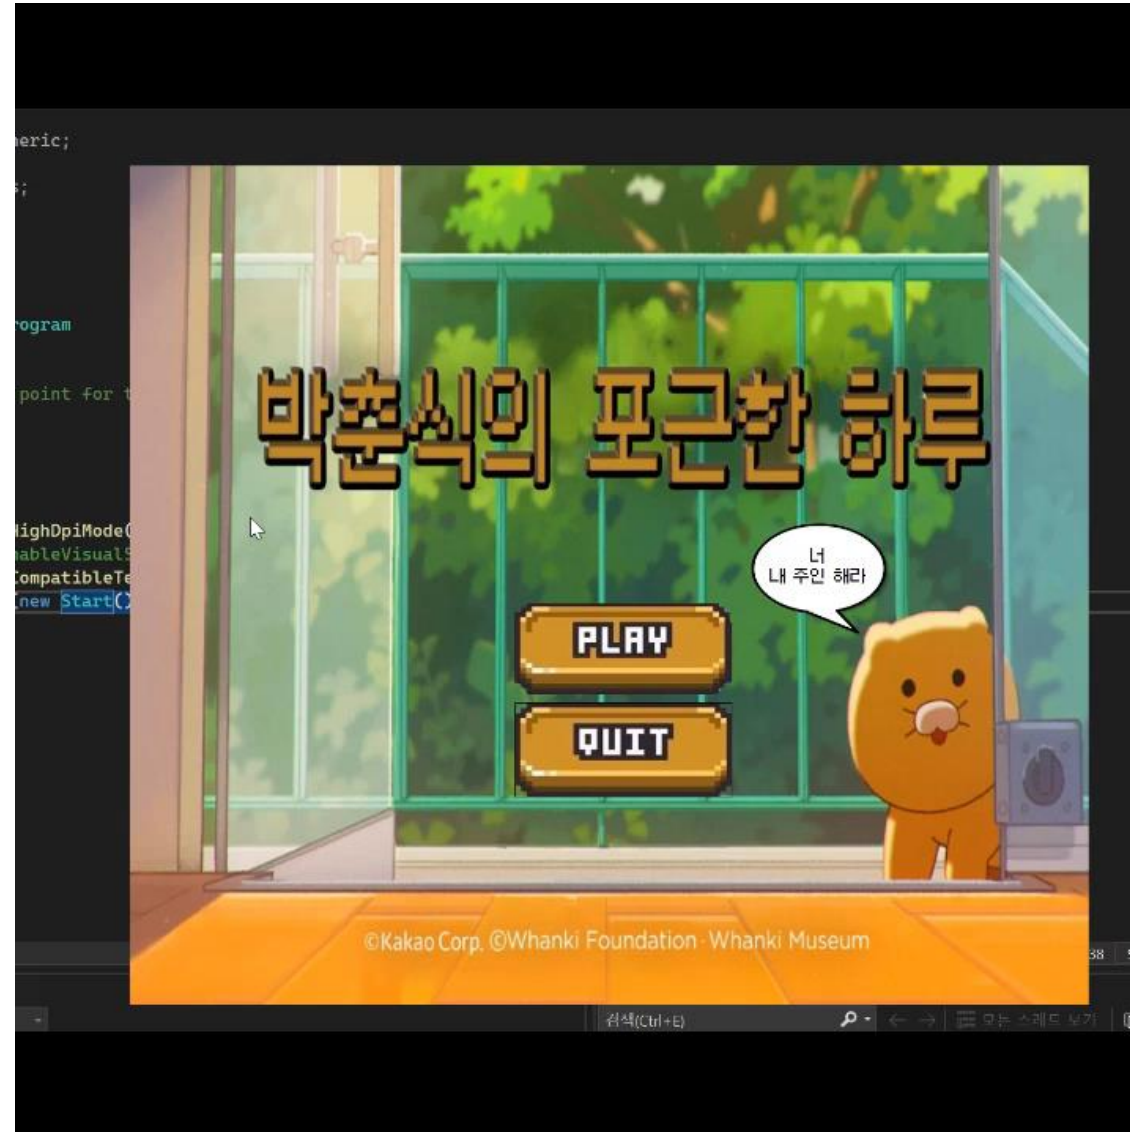 eric;
s;
rogram
point for t
HighDpiMode(
nableVisualS
CompatibleTe
new Start()
박춘식의 포근한 하루
너
내 주인 해라
PLAY
QUIT
©Kakao Corp. ©Whanki Foundation · Whanki Museum
38
검색(Ctrl+E)
모든 스레드 보기